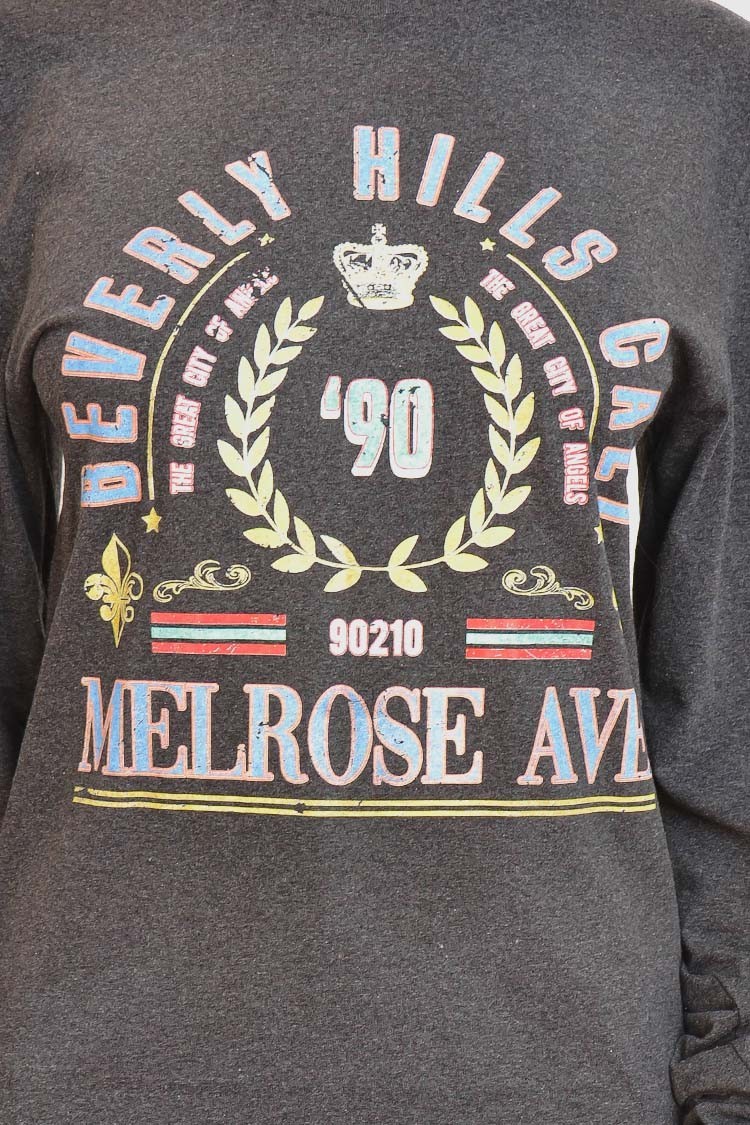 BEVERLY HILLS CALI
THE GREAT CITY OF ANGELS
THE GREAT CITY OF ANGELS
'90
90210
MELROSE AVE